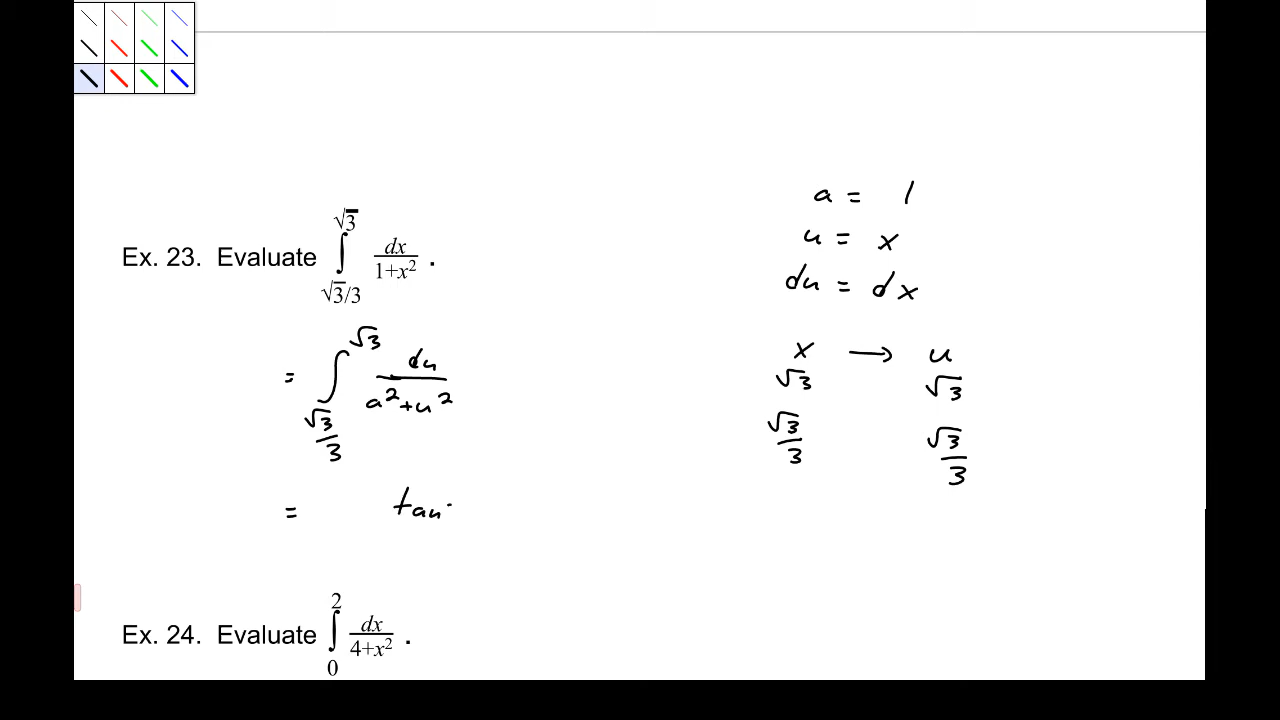 a = 1
u = x
du = dx
Ex. 23. Evaluate ∫_{√3/3}^{√3} dx/(1+x²) .
x → u
√3 √3
√3/3 √3/3
= ∫_{√3/3}^{√3} du/(a²+u²)
= tan
Ex. 24. Evaluate ∫_{0}^{2} dx/(4+x²) .